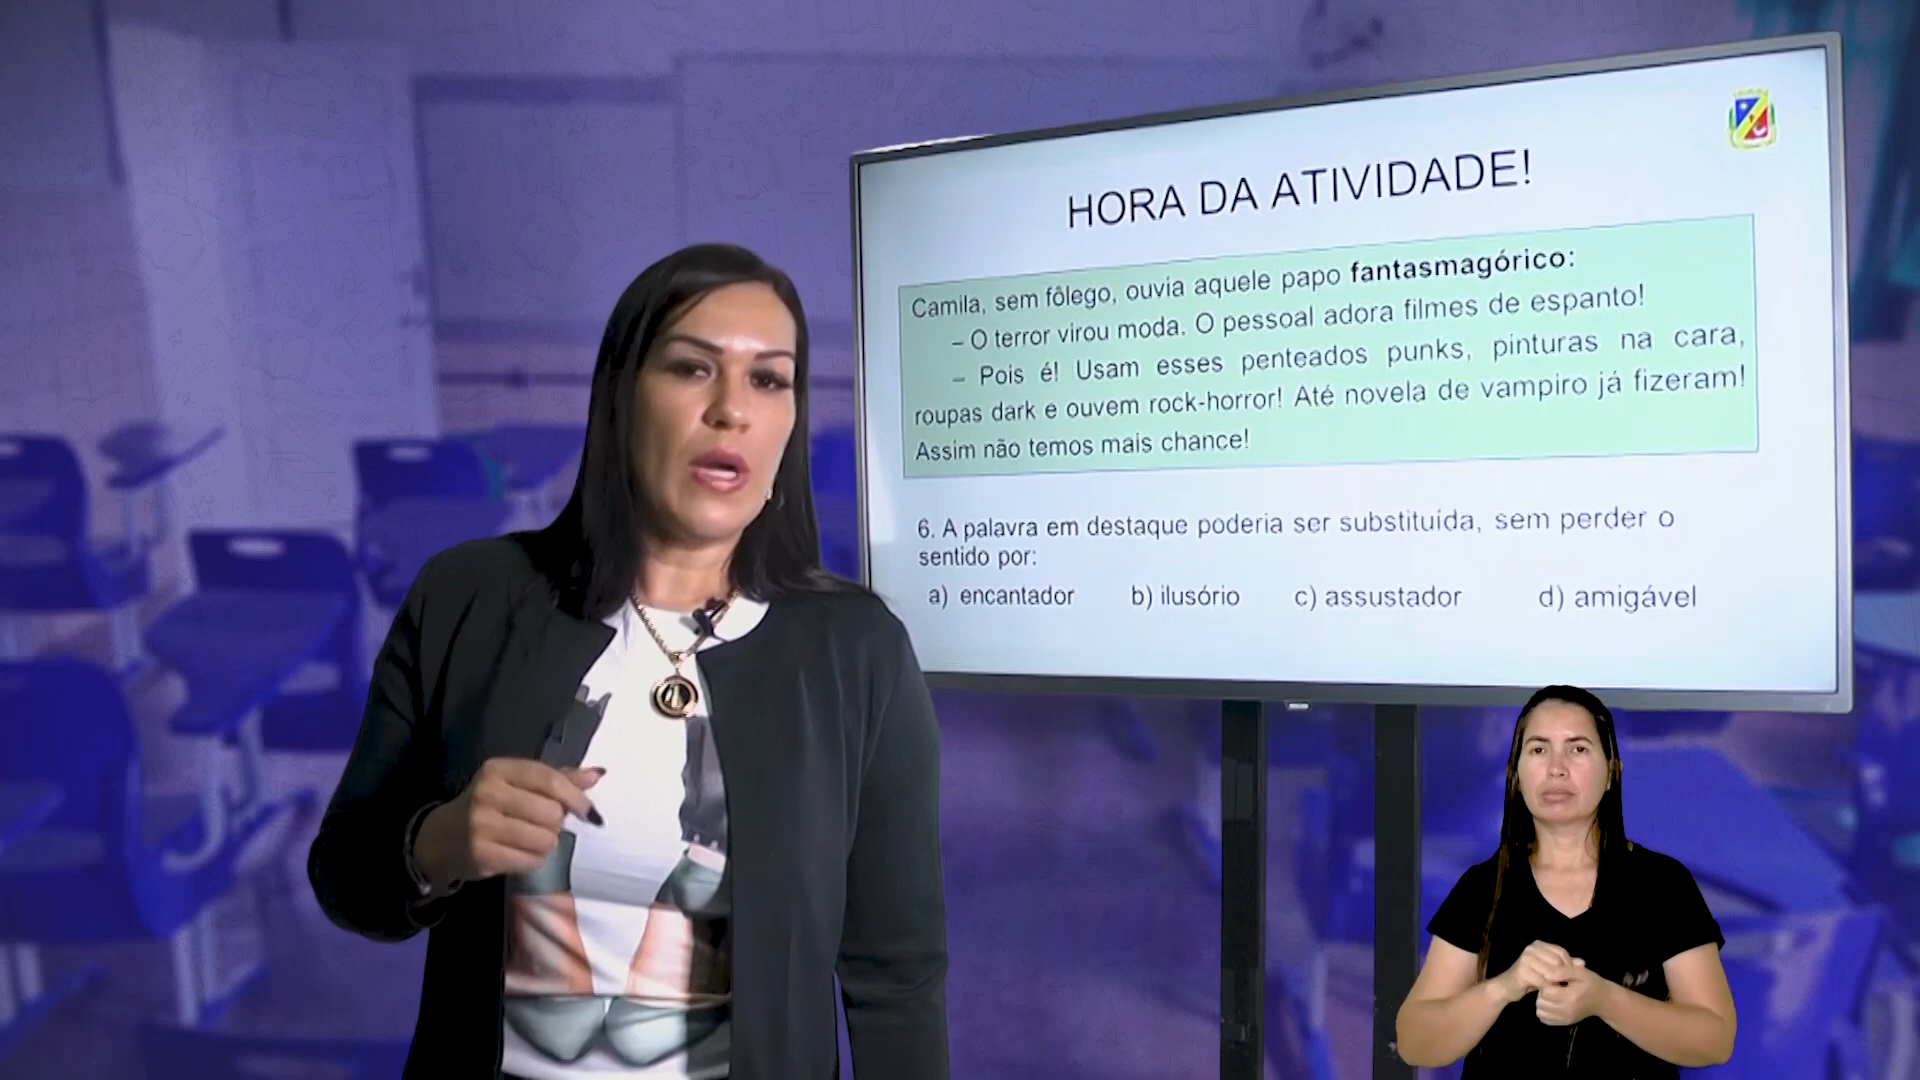 HORA DA ATIVIDADE!
Camila, sem fôlego, ouvia aquele papo fantasmagórico:
– O terror virou moda. O pessoal adora filmes de espanto!
– Pois é! Usam esses penteados punks, pinturas na cara,
roupas dark e ouvem rock-horror! Até novela de vampiro já fizeram!
Assim não temos mais chance!
6. A palavra em destaque poderia ser substituída, sem perder o
sentido por:
a) encantador b) ilusório c) assustador d) amigável